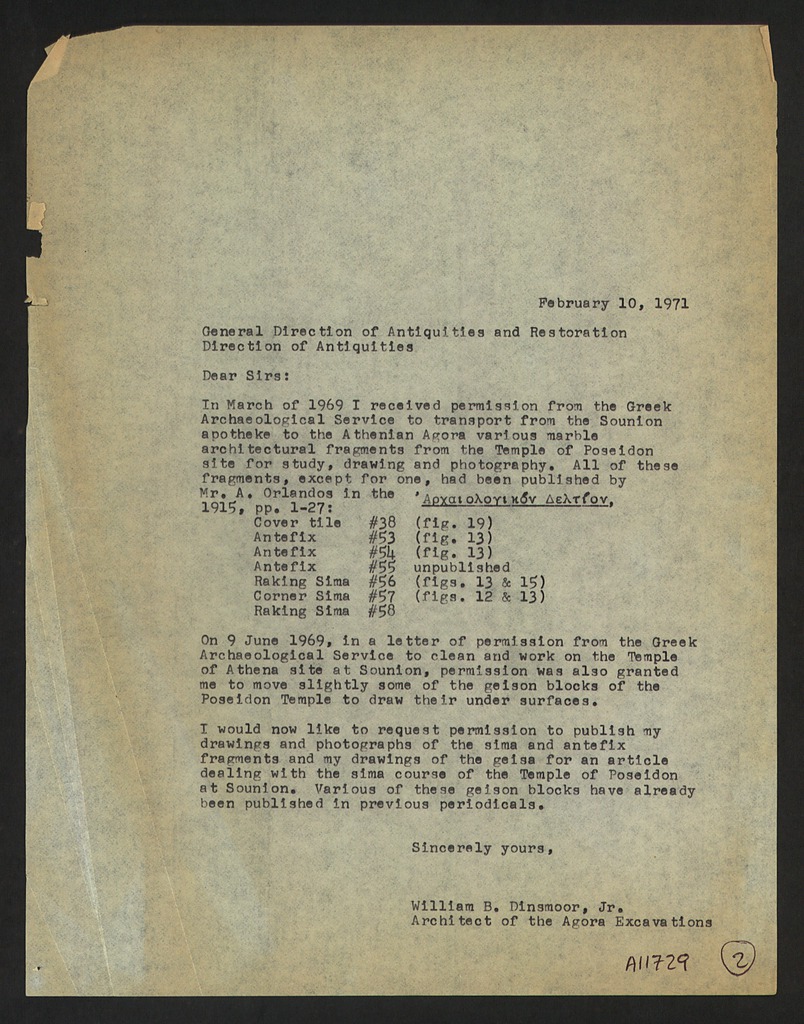 February 10, 1971
General Direction of Antiquities and Restoration
Direction of Antiquities
Dear Sirs:
In March of 1969 I received permission from the Greek
Archaeological Service to transport from the Sounion
apotheke to the Athenian Agora various marble
architectural fragments from the Temple of Poseidon
site for study, drawing and photography. All of these
fragments, except for one, had been published by
Mr. A. Orlandos in the 'Αρχαιολογικόν Δελτίον,
1915, pp. 1-27:
Cover tile #38 (fig. 19)
Antefix #53 (fig. 13)
Antefix #54 (fig. 13)
Antefix #55 unpublished
Raking Sima #56 (figs. 13 & 15)
Corner Sima #57 (figs. 12 & 13)
Raking Sima #58
On 9 June 1969, in a letter of permission from the Greek
Archaeological Service to clean and work on the Temple
of Athena site at Sounion, permission was also granted
me to move slightly some of the geison blocks of the
Poseidon Temple to draw their under surfaces.
I would now like to request permission to publish my
drawings and photographs of the sima and antefix
fragments and my drawings of the geisa for an article
dealing with the sima course of the Temple of Poseidon
at Sounion. Various of these geison blocks have already
been published in previous periodicals.
Sincerely yours,
William B. Dinsmoor, Jr.
Architect of the Agora Excavations
A11729 2